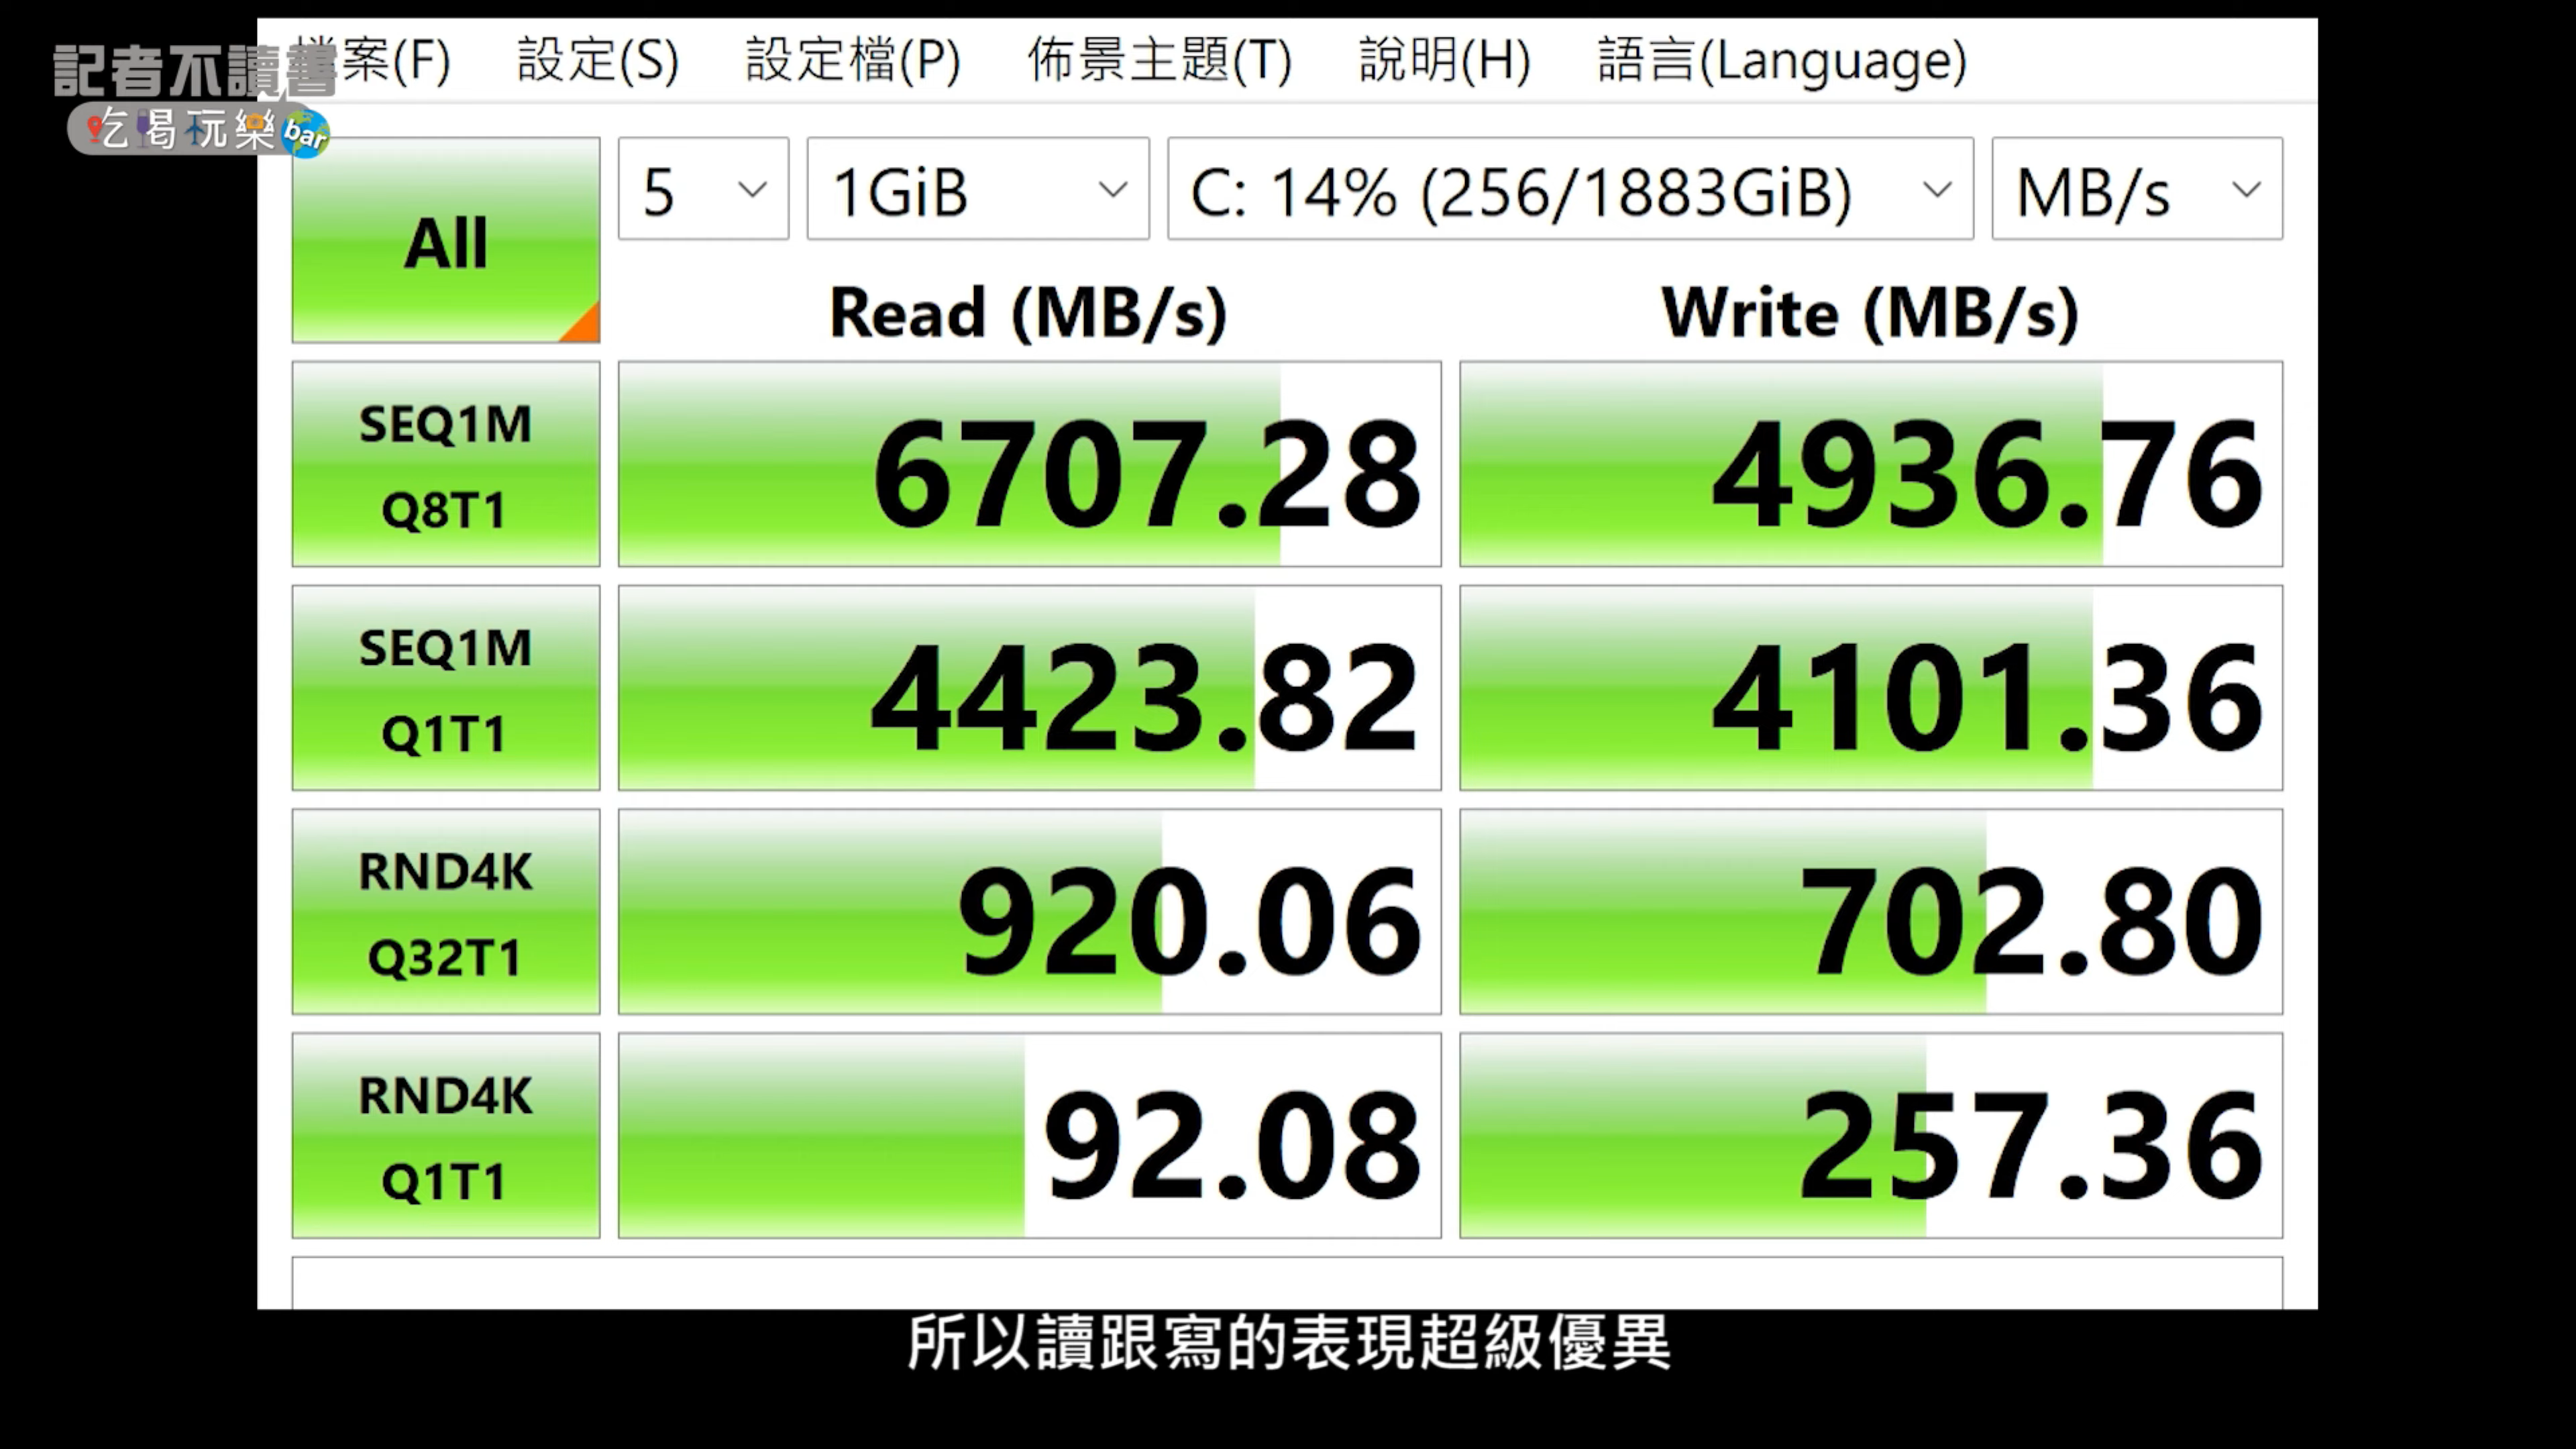 記者不讀書
吃喝玩樂bar
檔案(F) 設定(S) 設定檔(P) 佈景主題(T) 說明(H) 語言(Language)
All 5 1GiB C: 14% (256/1883GiB) MB/s
Read (MB/s) Write (MB/s)
SEQ1M
Q8T1
6707.28 4936.76
SEQ1M
Q1T1
4423.82 4101.36
RND4K
Q32T1
920.06 702.80
RND4K
Q1T1
92.08 257.36
所以讀跟寫的表現超級優異